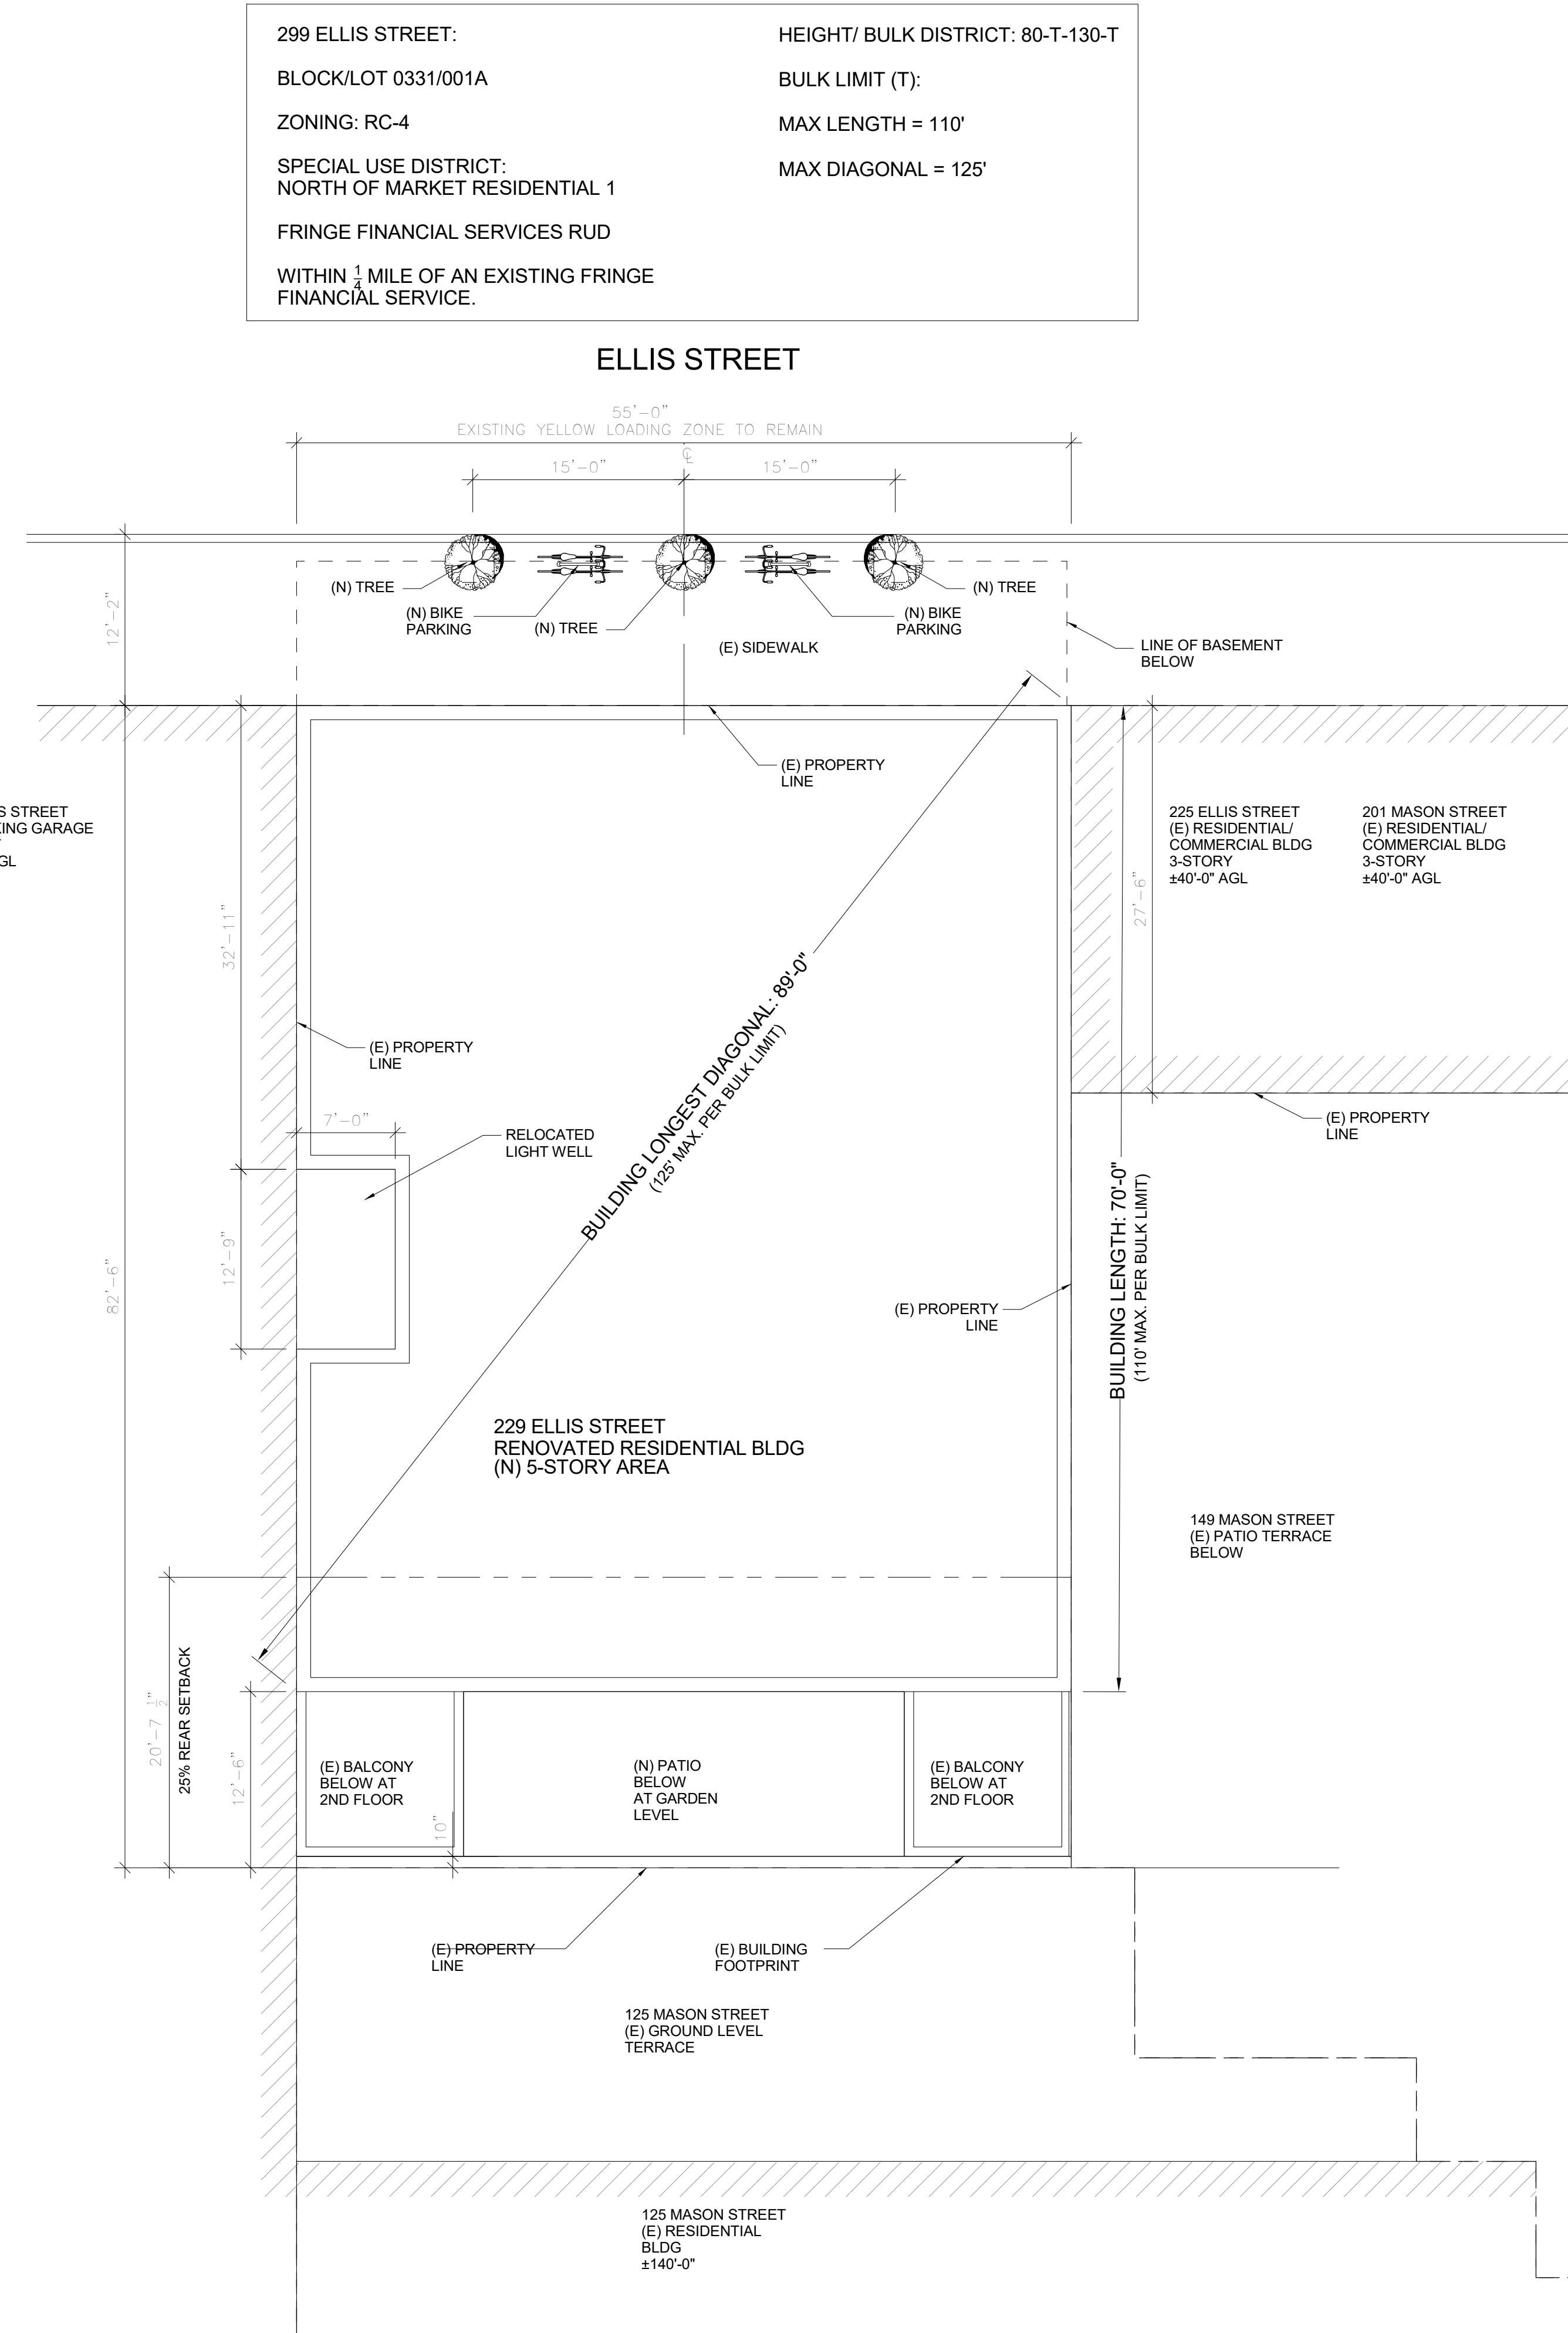 299 ELLIS STREET:
BLOCK/LOT 0331/001A
ZONING: RC-4
SPECIAL USE DISTRICT:
NORTH OF MARKET RESIDENTIAL 1
FRINGE FINANCIAL SERVICES RUD
WITHIN 1/4 MILE OF AN EXISTING FRINGE
FINANCIAL SERVICE.
HEIGHT/ BULK DISTRICT: 80-T-130-T
BULK LIMIT (T):
MAX LENGTH = 110'
MAX DIAGONAL = 125'
ELLIS STREET
55'-0"
EXISTING YELLOW LOADING ZONE TO REMAIN
℄
15'-0"
15'-0"
12'-2"
(N) TREE
(N) BIKE
PARKING
(N) TREE
(N) BIKE
PARKING
(N) TREE
(E) SIDEWALK
LINE OF BASEMENT
BELOW
(E) PROPERTY
LINE
S STREET
KING GARAGE
GL
225 ELLIS STREET
(E) RESIDENTIAL/
COMMERCIAL BLDG
3-STORY
±40'-0" AGL
201 MASON STREET
(E) RESIDENTIAL/
COMMERCIAL BLDG
3-STORY
±40'-0" AGL
27'-6"
32'-11"
(E) PROPERTY
LINE
BUILDING LONGEST DIAGONAL: 89'-0"
(125' MAX. PER BULK LIMIT)
7'-0"
RELOCATED
LIGHT WELL
(E) PROPERTY
LINE
12'-9"
82'-6"
BUILDING LENGTH: 70'-0"
(110' MAX. PER BULK LIMIT)
(E) PROPERTY
LINE
229 ELLIS STREET
RENOVATED RESIDENTIAL BLDG
(N) 5-STORY AREA
149 MASON STREET
(E) PATIO TERRACE
BELOW
20'-7 1/2"
25% REAR SETBACK
12'-6"
(E) BALCONY
BELOW AT
2ND FLOOR
(N) PATIO
BELOW
AT GARDEN
LEVEL
(E) BALCONY
BELOW AT
2ND FLOOR
10"
(E) PROPERTY
LINE
(E) BUILDING
FOOTPRINT
125 MASON STREET
(E) GROUND LEVEL
TERRACE
125 MASON STREET
(E) RESIDENTIAL
BLDG
±140'-0"